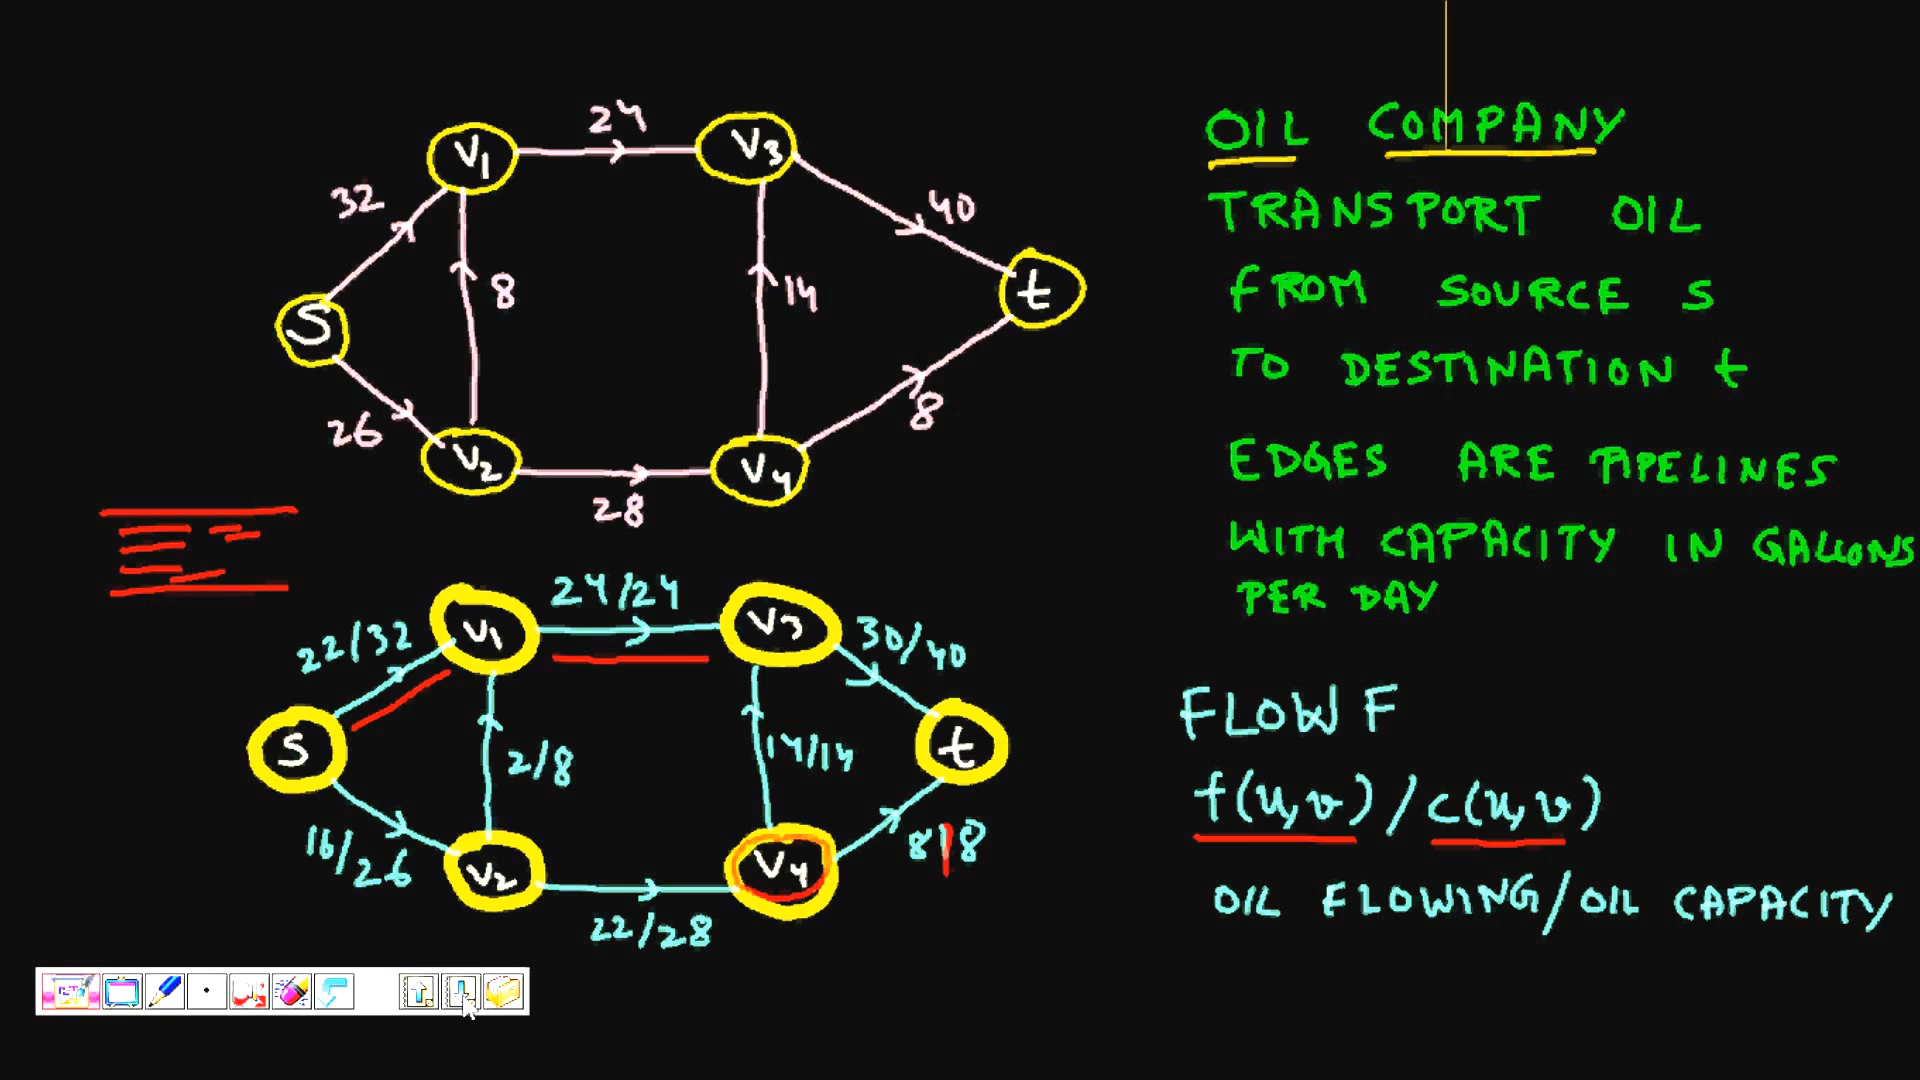 24
V1
V3
32
40
8
14
t
S
26
V2
V4
8
28
OIL COMPANY
TRANSPORT OIL
FROM SOURCE S
TO DESTINATION t
EDGES ARE PIPELINES
WITH CAPACITY IN GALLONS
PER DAY
24/24
V1
V3
22/32
30/40
S
2/8
14/14
t
16/26
V2
V4
8/8
22/28
FLOW F
f(u,v)/c(u,v)
OIL FLOWING/OIL CAPACITY